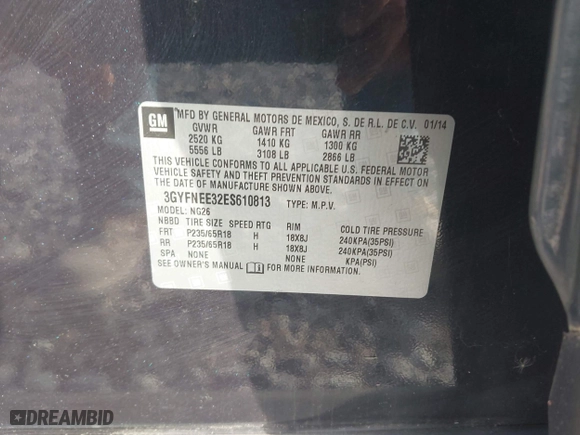 GM
MFD BY GENERAL MOTORS DE MEXICO, S. DE R.L. DE C.V. 01/14
GVWR GAWR FRT GAWR RR
2520 KG 1410 KG 1300 KG
5556 LB 3108 LB 2866 LB
THIS VEHICLE CONFORMS TO ALL APPLICABLE U.S. FEDERAL MOTOR
VEHICLE SAFETY AND THEFT PREVENTION STANDARDS IN EFFECT ON
THE DATE OF MANUFACTURE SHOWN ABOVE.
3GYFNEE32ES610813 TYPE: M.P.V.
MODEL: NG26
NBBD TIRE SIZE SPEED RTG RIM COLD TIRE PRESSURE
FRT P235/65R18 H 18X8J 240KPA(35PSI)
RR P235/65R18 H 18X8J 240KPA(35PSI)
SPA NONE NONE KPA(PSI)
SEE OWNER'S MANUAL FOR MORE INFORMATION.
DREAMBID